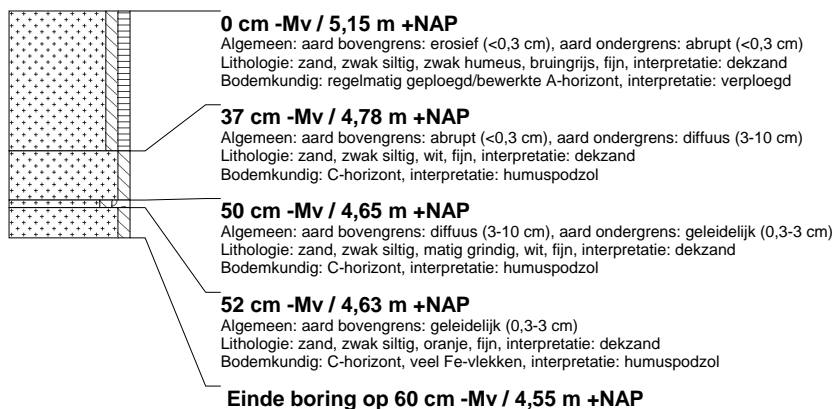 0 cm -Mv / 5,15 m +NAP
Algemeen: aard bovengrens: erosief (<0,3 cm), aard ondergrens: abrupt (<0,3 cm)
Lithologie: zand, zwak siltig, zwak humeus, bruingrijs, fijn, interpretatie: dekzand
Bodemkundig: regelmatig geploegd/bewerkte A-horizont, interpretatie: verploegd
37 cm -Mv / 4,78 m +NAP
Algemeen: aard bovengrens: abrupt (<0,3 cm), aard ondergrens: diffuus (3-10 cm)
Lithologie: zand, zwak siltig, wit, fijn, interpretatie: dekzand
Bodemkundig: C-horizont, interpretatie: humuspodzol
50 cm -Mv / 4,65 m +NAP
Algemeen: aard bovengrens: diffuus (3-10 cm), aard ondergrens: geleidelijk (0,3-3 cm)
Lithologie: zand, zwak siltig, matig grindig, wit, fijn, interpretatie: dekzand
Bodemkundig: C-horizont, interpretatie: humuspodzol
52 cm -Mv / 4,63 m +NAP
Algemeen: aard bovengrens: geleidelijk (0,3-3 cm)
Lithologie: zand, zwak siltig, oranje, fijn, interpretatie: dekzand
Bodemkundig: C-horizont, veel Fe-vlekken, interpretatie: humuspodzol
Einde boring op 60 cm -Mv / 4,55 m +NAP